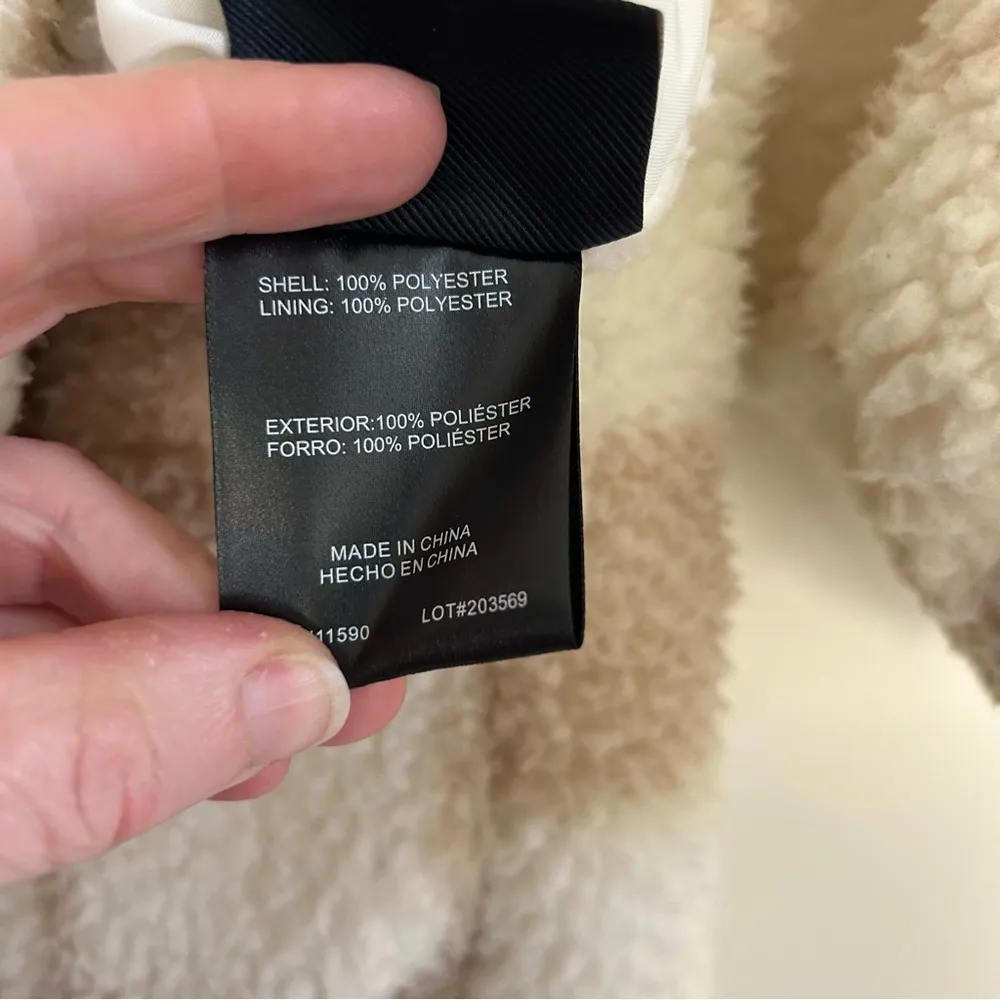 SHELL: 100% POLYESTER
LINING: 100% POLYESTER
EXTERIOR:100% POLIÉSTER
FORRO: 100% POLIÉSTER
MADE IN CHINA
HECHO EN CHINA
LOT#203569